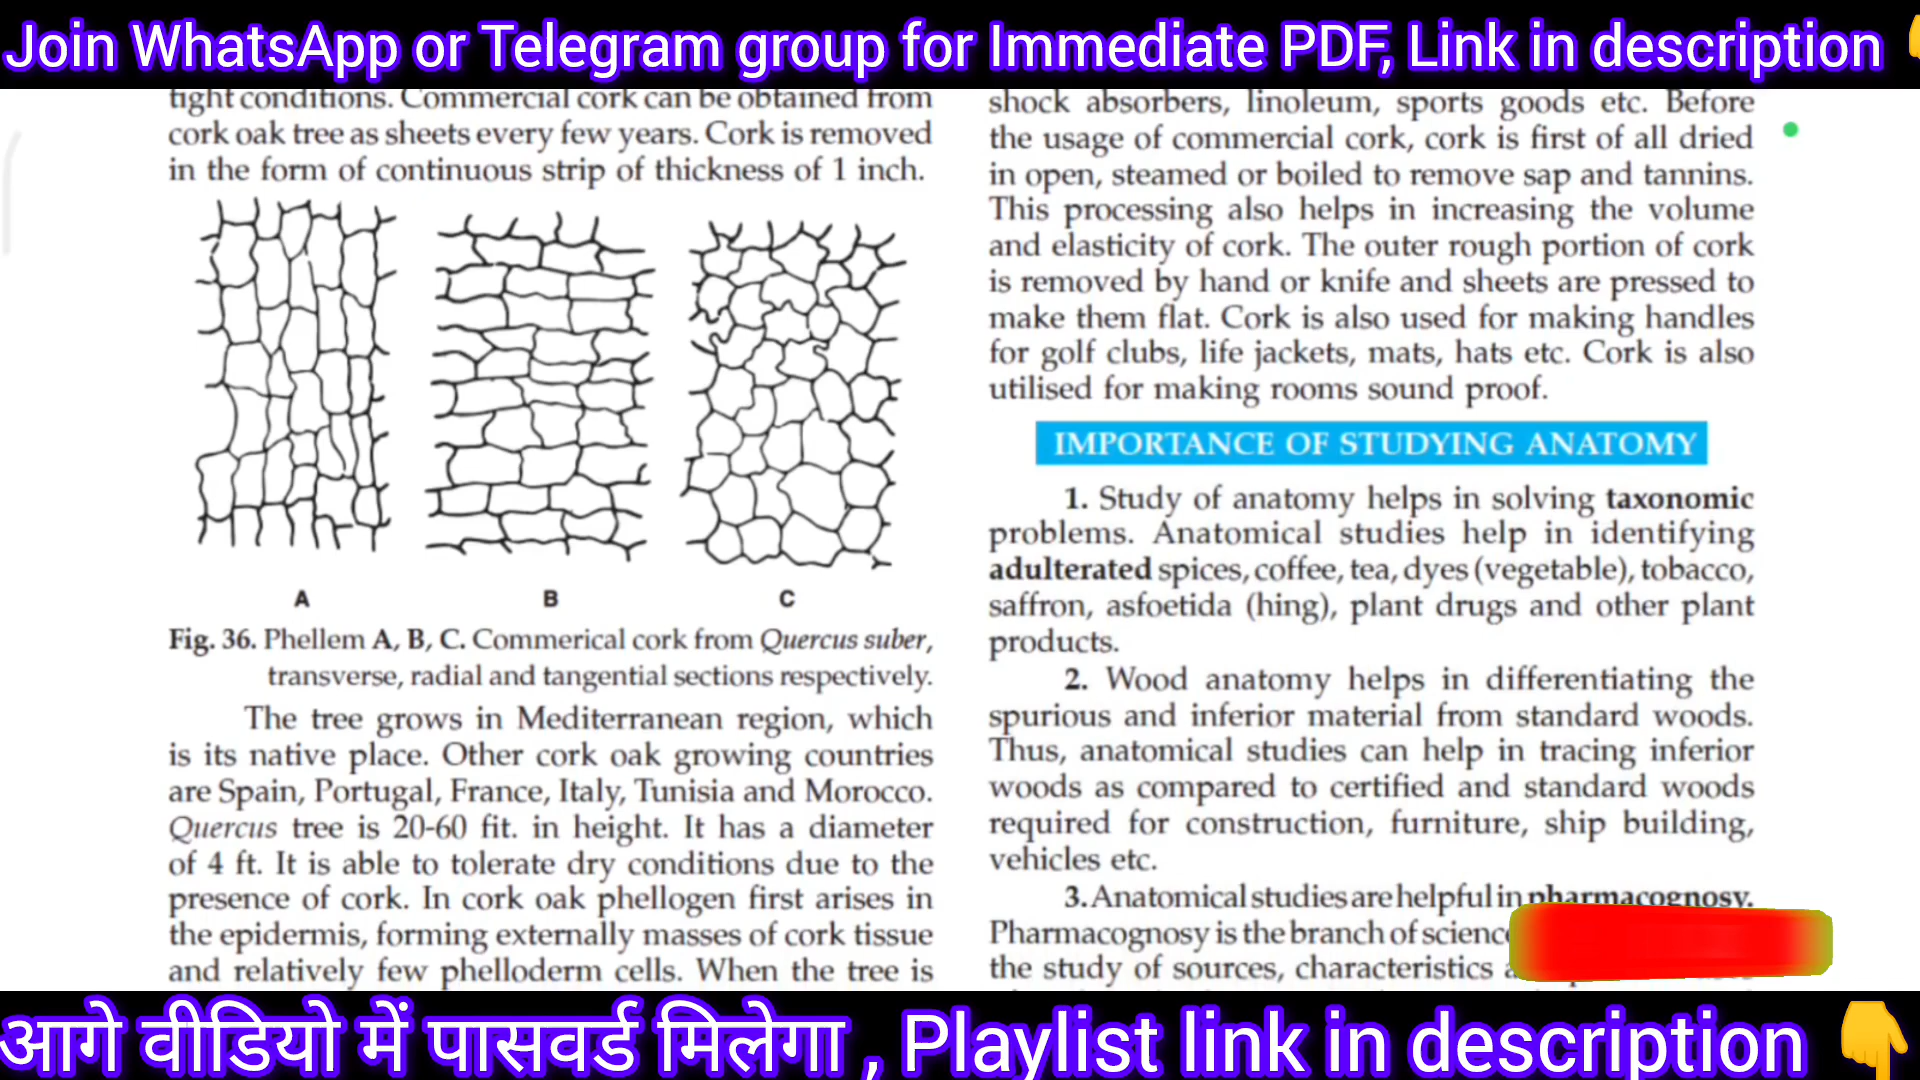 Join WhatsApp or Telegram group for Immediate PDF, Link in description
tight conditions. Commercial cork can be obtained from
cork oak tree as sheets every few years. Cork is removed
in the form of continuous strip of thickness of 1 inch.
A B C
Fig. 36. Phellem A, B, C. Commerical cork from Quercus suber,
transverse, radial and tangential sections respectively.
The tree grows in Mediterranean region, which
is its native place. Other cork oak growing countries
are Spain, Portugal, France, Italy, Tunisia and Morocco.
Quercus tree is 20-60 fit. in height. It has a diameter
of 4 ft. It is able to tolerate dry conditions due to the
presence of cork. In cork oak phellogen first arises in
the epidermis, forming externally masses of cork tissue
and relatively few phelloderm cells. When the tree is
shock absorbers, linoleum, sports goods etc. Before
the usage of commercial cork, cork is first of all dried
in open, steamed or boiled to remove sap and tannins.
This processing also helps in increasing the volume
and elasticity of cork. The outer rough portion of cork
is removed by hand or knife and sheets are pressed to
make them flat. Cork is also used for making handles
for golf clubs, life jackets, mats, hats etc. Cork is also
utilised for making rooms sound proof.
IMPORTANCE OF STUDYING ANATOMY
1. Study of anatomy helps in solving taxonomic
problems. Anatomical studies help in identifying
adulterated spices, coffee, tea, dyes (vegetable), tobacco,
saffron, asfoetida (hing), plant drugs and other plant
products.
2. Wood anatomy helps in differentiating the
spurious and inferior material from standard woods.
Thus, anatomical studies can help in tracing inferior
woods as compared to certified and standard woods
required for construction, furniture, ship building,
vehicles etc.
3. Anatomical studies are helpful in pharmacognosy.
Pharmacognosy is the branch of science
the study of sources, characteristics
आगे वीडियो में पासवर्ड मिलेगा , Playlist link in description